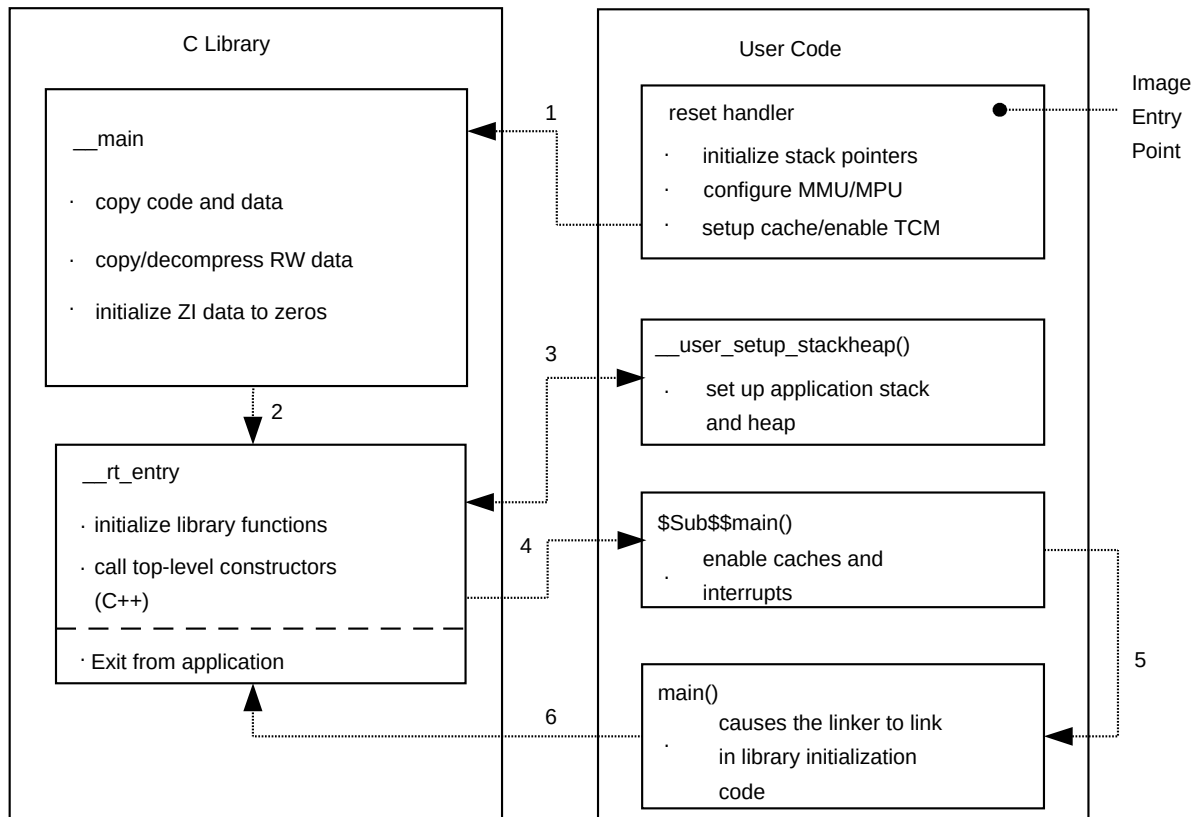 C Library
__main
· copy code and data
· copy/decompress RW data
· initialize ZI data to zeros
2
__rt_entry
· initialize library functions
· call top-level constructors
(C++)
· Exit from application
1
3
4
6
User Code
reset handler
· initialize stack pointers
· configure MMU/MPU
· setup cache/enable TCM
Image
Entry
Point
__user_setup_stackheap()
· set up application stack
and heap
$Sub$$main()
· enable caches and
interrupts
5
main()
· causes the linker to link
in library initialization
code